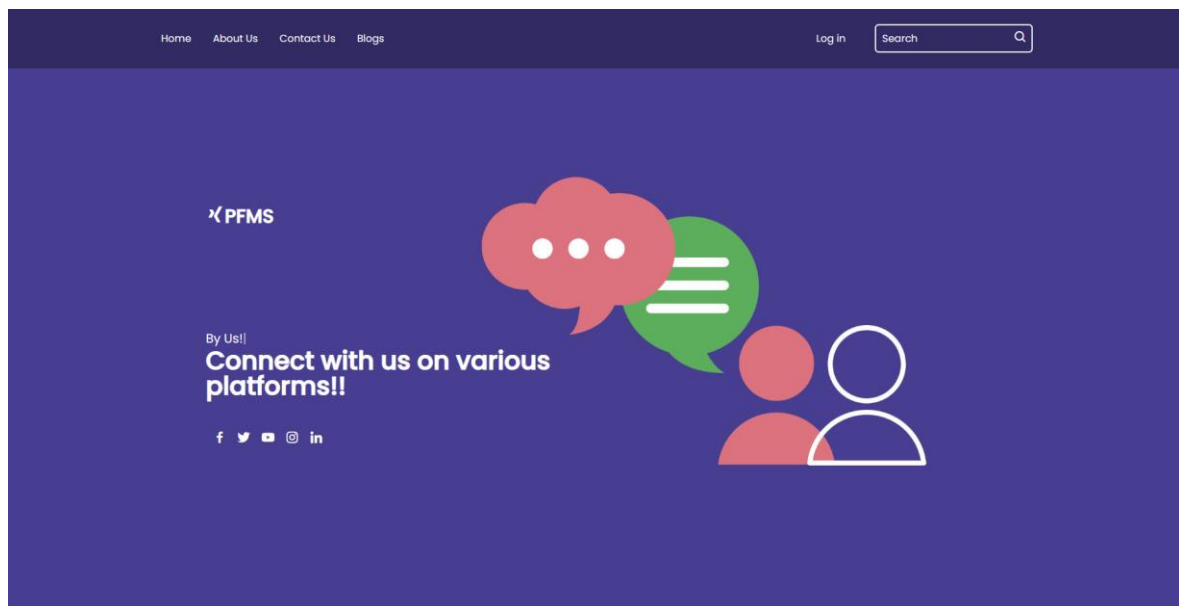 Home About Us Contact Us Blogs Log in Search
PFMS
By Us!|
Connect with us on various
platforms!!